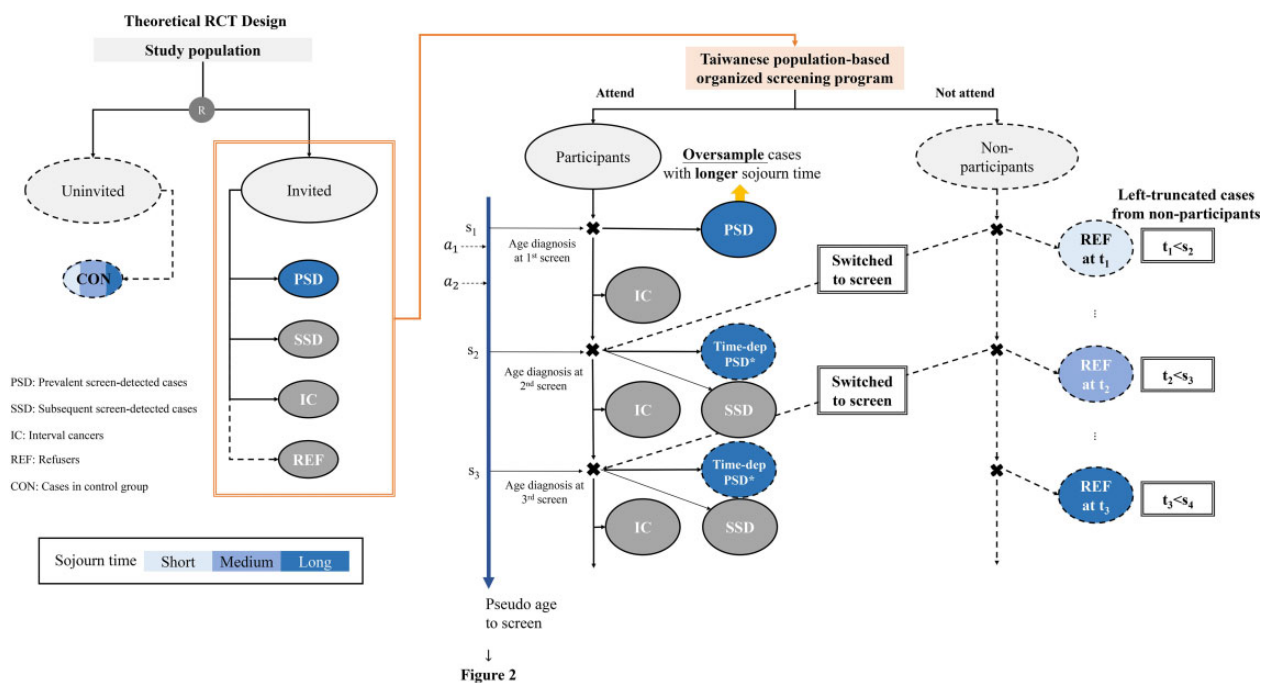 Theoretical RCT Design
Study population
R
Uninvited
Invited
CON
PSD
SSD
IC
REF
PSD: Prevalent screen-detected cases
SSD: Subsequent screen-detected cases
IC: Interval cancers
REF: Refusers
CON: Cases in control group
Sojourn time
Short
Medium
Long
Taiwanese population-based
organized screening program
Attend
Not attend
Participants
Non-
participants
Oversample cases
with longer sojourn time
Left-truncated cases
from non-participants
s₁
a₁
a₂
Age diagnosis
at 1ˢᵗ screen
PSD
IC
Switched
to screen
REF
at t₁
t₁<s₂
⋮
s₂
Age diagnosis at
2ⁿᵈ screen
Time-dep
PSD*
IC
SSD
Switched
to screen
REF
at t₂
t₂<s₃
⋮
s₃
Age diagnosis at
3ʳᵈ screen
Time-dep
PSD*
IC
SSD
REF
at t₃
t₃<s₄
Pseudo age
to screen
↓
Figure 2